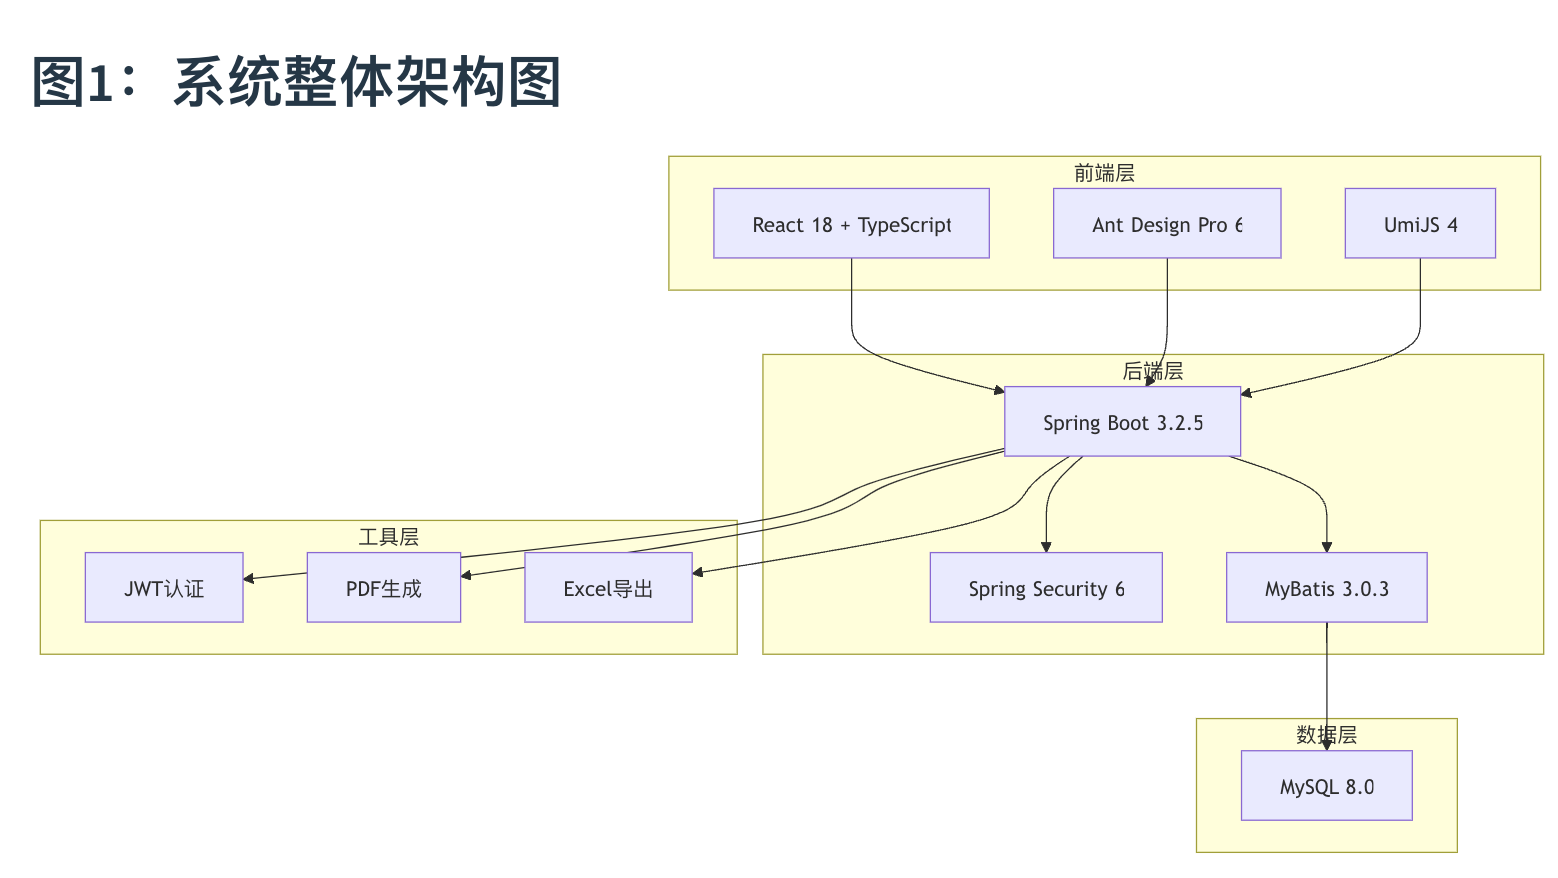 图1：系统整体架构图
前端层
React 18 + TypeScript
Ant Design Pro 6
UmiJS 4
后端层
Spring Boot 3.2.5
工具层
JWT认证
PDF生成
Excel导出
Spring Security 6
MyBatis 3.0.3
数据层
MySQL 8.0